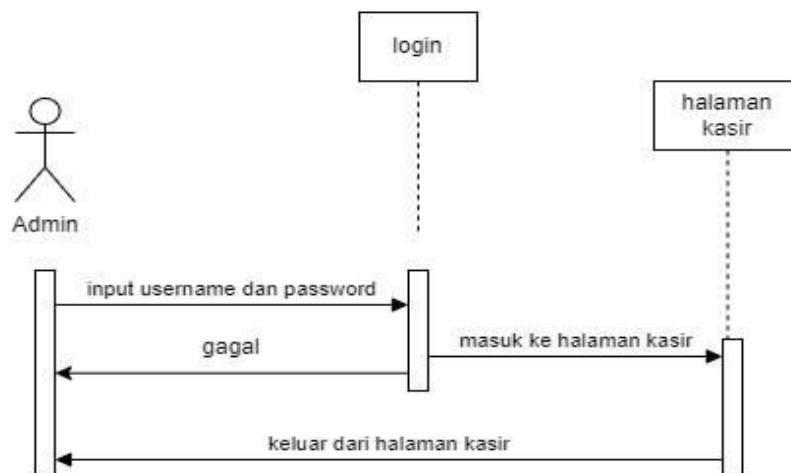 login
halaman
kasir
Admin
input username dan password
gagal
masuk ke halaman kasir
keluar dari halaman kasir